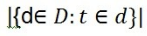 |{d∈ D: t ∈ d}|